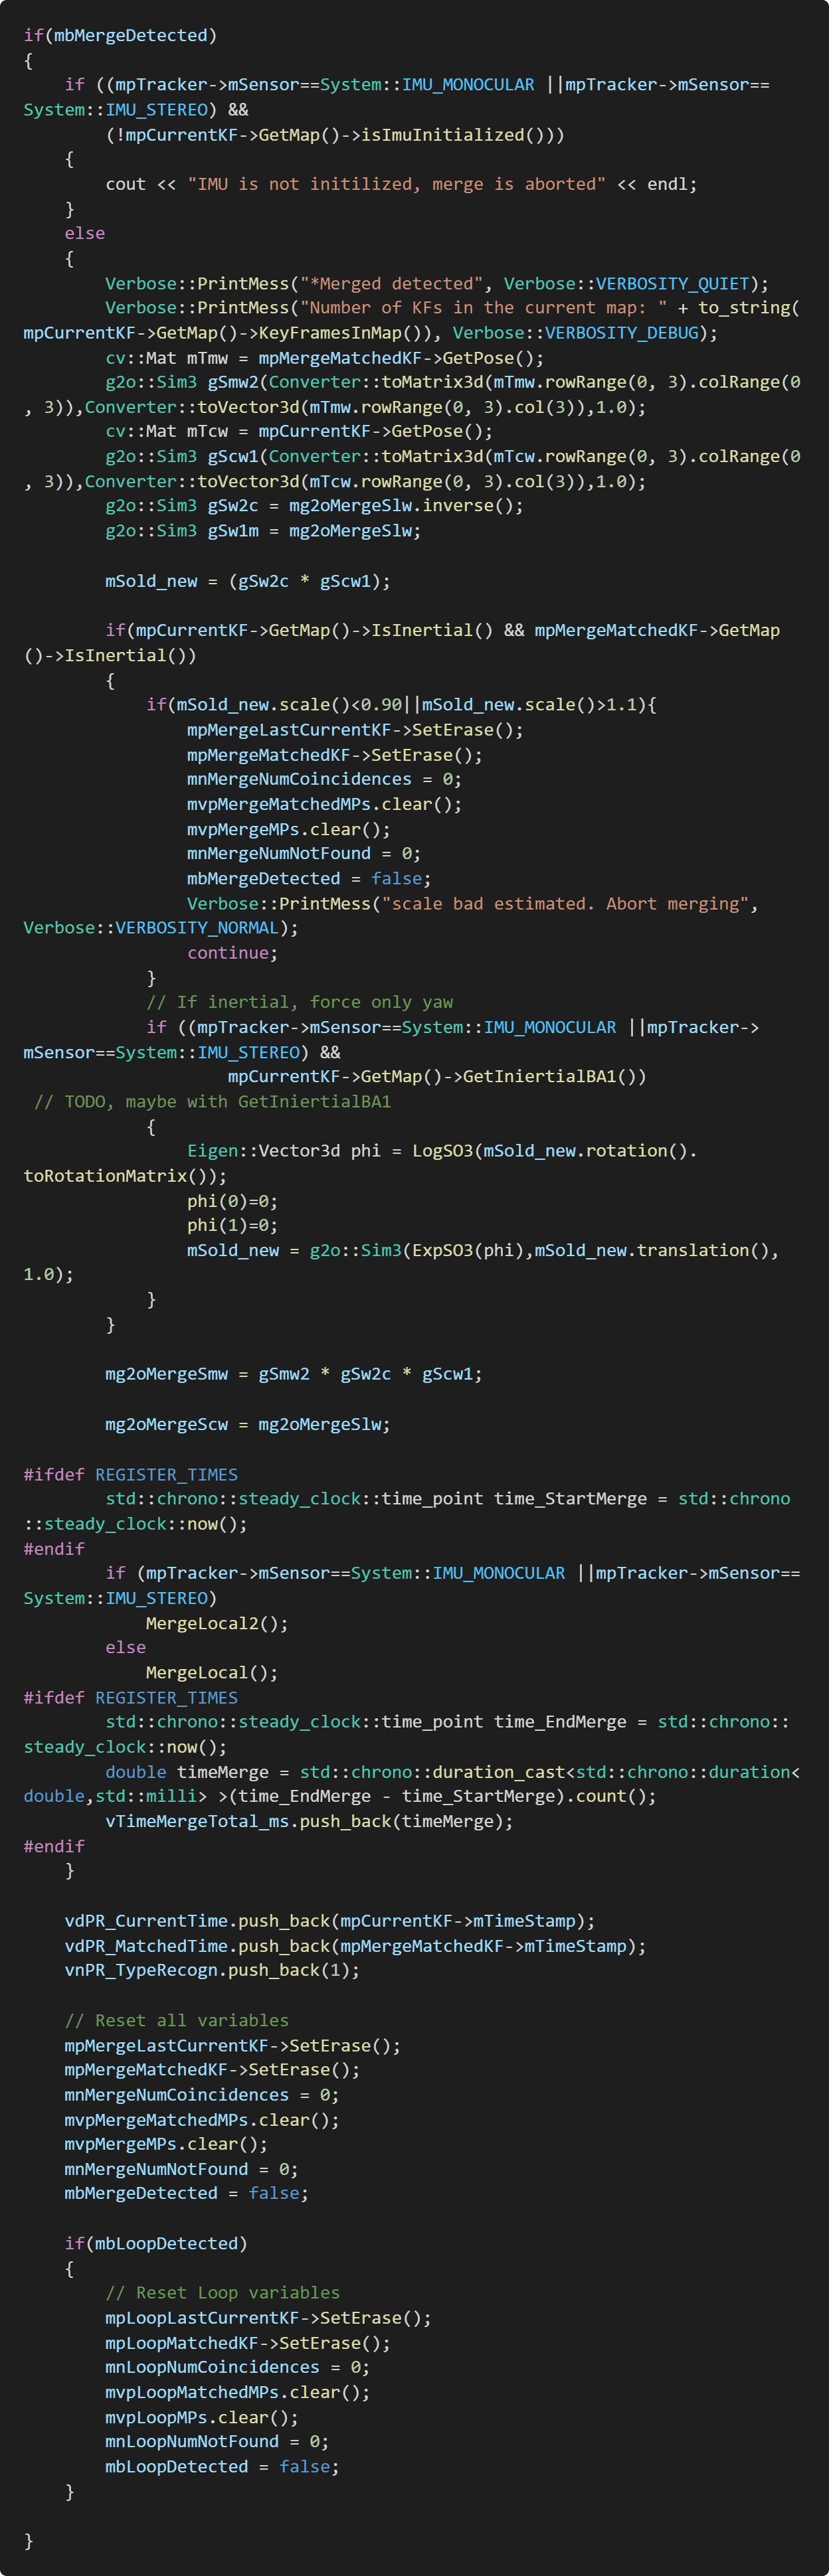 if(mbMergeDetected)
{
    if ((mpTracker->mSensor==System::IMU_MONOCULAR ||mpTracker->mSensor==
System::IMU_STEREO) &&
        (!mpCurrentKF->GetMap()->isImuInitialized()))
    {
        cout << "IMU is not initilized, merge is aborted" << endl;
    }
    else
    {
        Verbose::PrintMess("*Merged detected", Verbose::VERBOSITY_QUIET);
        Verbose::PrintMess("Number of KFs in the current map: " + to_string(
mpCurrentKF->GetMap()->KeyFramesInMap()), Verbose::VERBOSITY_DEBUG);
        cv::Mat mTmw = mpMergeMatchedKF->GetPose();
        g2o::Sim3 gSmw2(Converter::toMatrix3d(mTmw.rowRange(0, 3).colRange(0
, 3)),Converter::toVector3d(mTmw.rowRange(0, 3).col(3)),1.0);
        cv::Mat mTcw = mpCurrentKF->GetPose();
        g2o::Sim3 gScw1(Converter::toMatrix3d(mTcw.rowRange(0, 3).colRange(0
, 3)),Converter::toVector3d(mTcw.rowRange(0, 3).col(3)),1.0);
        g2o::Sim3 gSw2c = mg2oMergeSlw.inverse();
        g2o::Sim3 gSw1m = mg2oMergeSlw;

        mSold_new = (gSw2c * gScw1);

        if(mpCurrentKF->GetMap()->IsInertial() && mpMergeMatchedKF->GetMap
()->IsInertial())
        {
            if(mSold_new.scale()<0.90||mSold_new.scale()>1.1){
                mpMergeLastCurrentKF->SetErase();
                mpMergeMatchedKF->SetErase();
                mnMergeNumCoincidences = 0;
                mvpMergeMatchedMPs.clear();
                mvpMergeMPs.clear();
                mnMergeNumNotFound = 0;
                mbMergeDetected = false;
                Verbose::PrintMess("scale bad estimated. Abort merging",
Verbose::VERBOSITY_NORMAL);
                continue;
            }
            // If inertial, force only yaw
            if ((mpTracker->mSensor==System::IMU_MONOCULAR ||mpTracker->
mSensor==System::IMU_STEREO) &&
                    mpCurrentKF->GetMap()->GetIniertialBA1())
 // TODO, maybe with GetIniertialBA1
            {
                Eigen::Vector3d phi = LogSO3(mSold_new.rotation().
toRotationMatrix());
                phi(0)=0;
                phi(1)=0;
                mSold_new = g2o::Sim3(ExpSO3(phi),mSold_new.translation(),
1.0);
            }
        }

        mg2oMergeSmw = gSmw2 * gSw2c * gScw1;

        mg2oMergeScw = mg2oMergeSlw;

#ifdef REGISTER_TIMES
        std::chrono::steady_clock::time_point time_StartMerge = std::chrono
::steady_clock::now();
#endif
        if (mpTracker->mSensor==System::IMU_MONOCULAR ||mpTracker->mSensor==
System::IMU_STEREO)
            MergeLocal2();
        else
            MergeLocal();
#ifdef REGISTER_TIMES
        std::chrono::steady_clock::time_point time_EndMerge = std::chrono::
steady_clock::now();
        double timeMerge = std::chrono::duration_cast<std::chrono::duration<
double,std::milli> >(time_EndMerge - time_StartMerge).count();
        vTimeMergeTotal_ms.push_back(timeMerge);
#endif
    }

    vdPR_CurrentTime.push_back(mpCurrentKF->mTimeStamp);
    vdPR_MatchedTime.push_back(mpMergeMatchedKF->mTimeStamp);
    vnPR_TypeRecogn.push_back(1);

    // Reset all variables
    mpMergeLastCurrentKF->SetErase();
    mpMergeMatchedKF->SetErase();
    mnMergeNumCoincidences = 0;
    mvpMergeMatchedMPs.clear();
    mvpMergeMPs.clear();
    mnMergeNumNotFound = 0;
    mbMergeDetected = false;

    if(mbLoopDetected)
    {
        // Reset Loop variables
        mpLoopLastCurrentKF->SetErase();
        mpLoopMatchedKF->SetErase();
        mnLoopNumCoincidences = 0;
        mvpLoopMatchedMPs.clear();
        mvpLoopMPs.clear();
        mnLoopNumNotFound = 0;
        mbLoopDetected = false;
    }

}